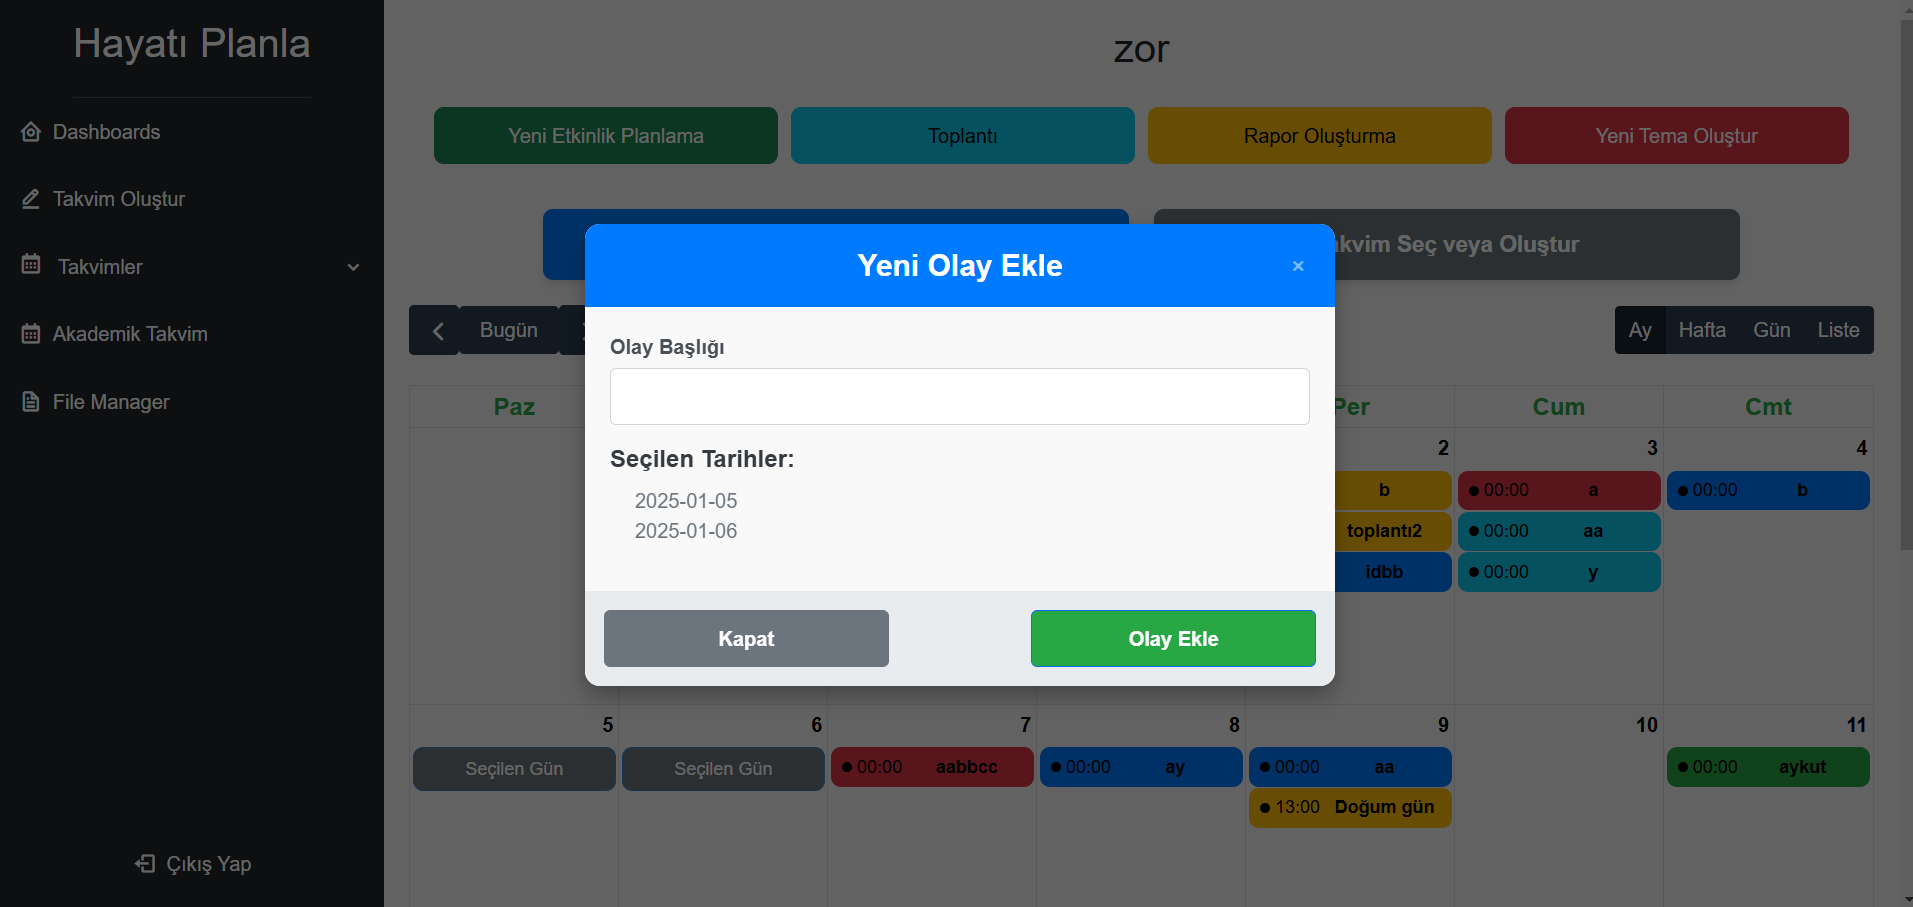 Hayatı Planla
Dashboards
Takvim Oluştur
Takvimler
Akademik Takvim
File Manager
Çıkış Yap
zor
Yeni Etkinlik Planlama
Toplantı
Rapor Oluşturma
Yeni Tema Oluştur
Seç veya Oluştur
Bugün
Ay Hafta Gün Liste
Yeni Olay Ekle ×
Olay Başlığı
Seçilen Tarihler:
2025-01-05
2025-01-06
Kapat
Olay Ekle
Paz Per Cum Cmt
2 3 4
b
toplantı2
idbb
00:00 a
00:00 aa
00:00 y
00:00 b
5 6 7 8 9 10 11
Seçilen Gün
Seçilen Gün
00:00 aabbcc
00:00 ay
00:00 aa
13:00 Doğum gün
00:00 aykut